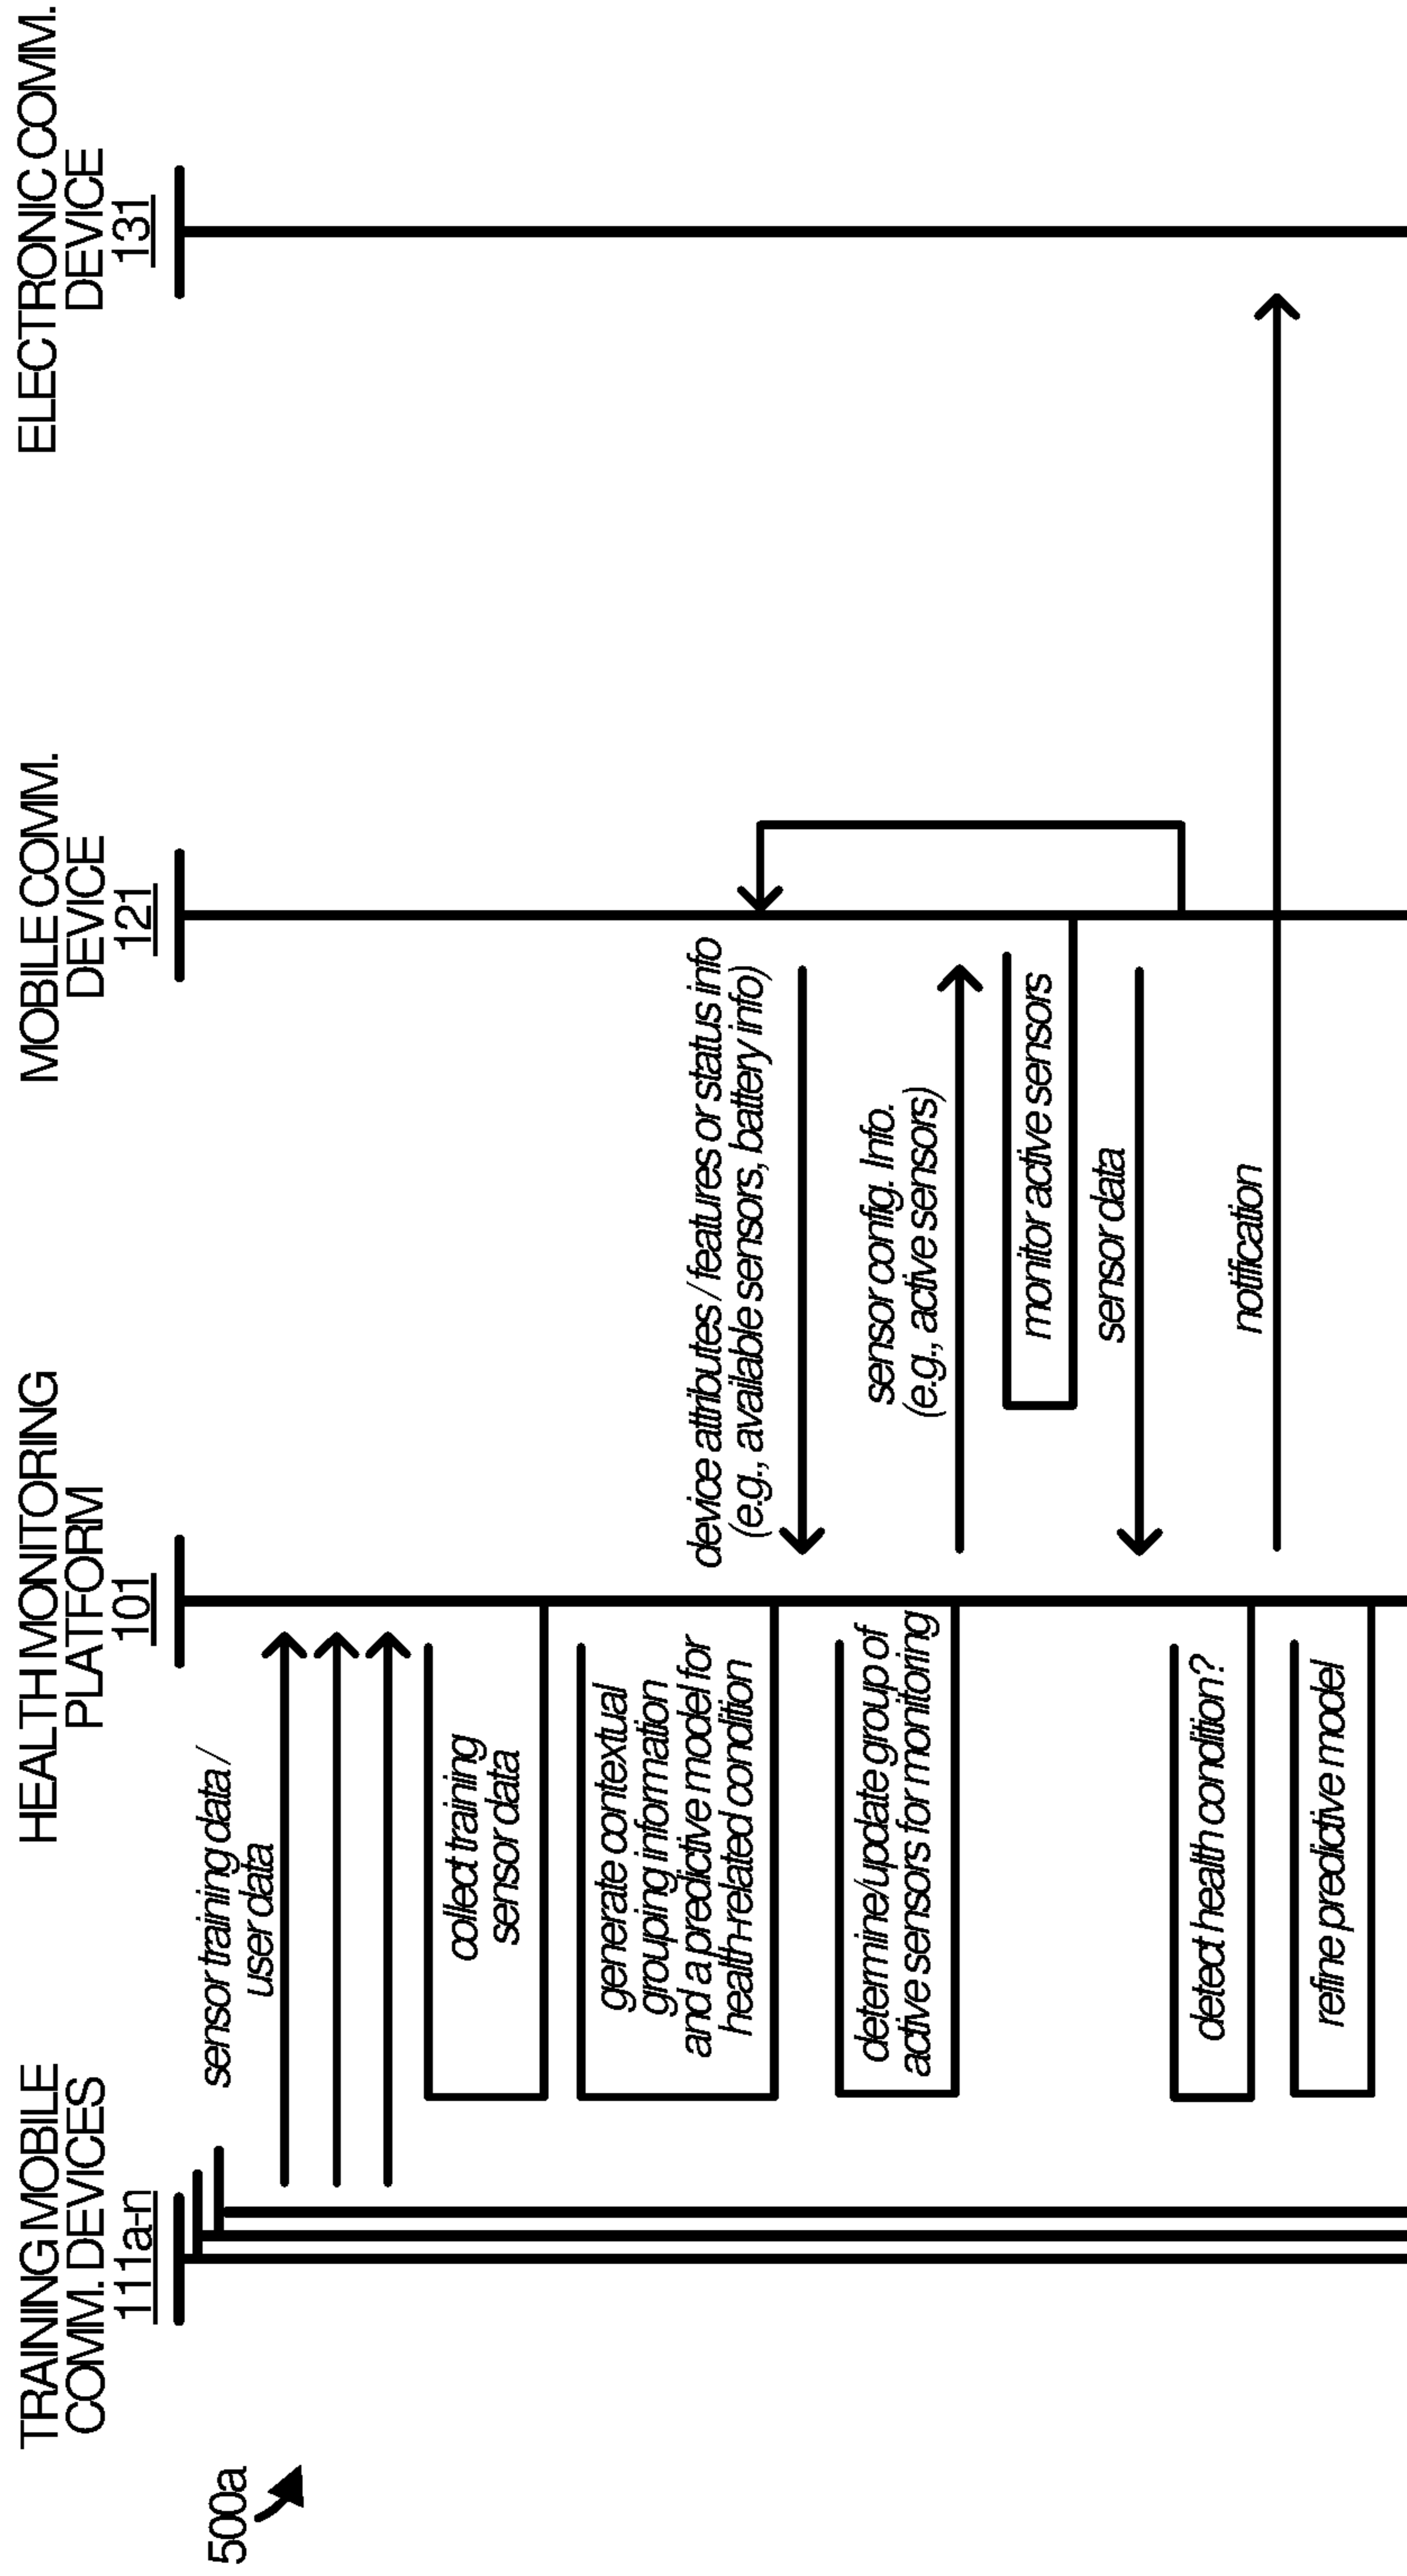 500a
TRAINING MOBILE
COMM. DEVICES
111a-n
HEALTH MONITORING
PLATFORM
101
MOBILE COMM.
DEVICE
121
ELECTRONIC COMM.
DEVICE
131
sensor training data /
user data
collect training
sensor data
generate contextual
grouping information
and a predictive model for
health-related condition
device attributes / features or status info
(e.g., available sensors, battery info)
determine/update group of
active sensors for monitoring
sensor config. Info.
(e.g., active sensors)
monitor active sensors
sensor data
detect health condition?
notification
refine predictive model